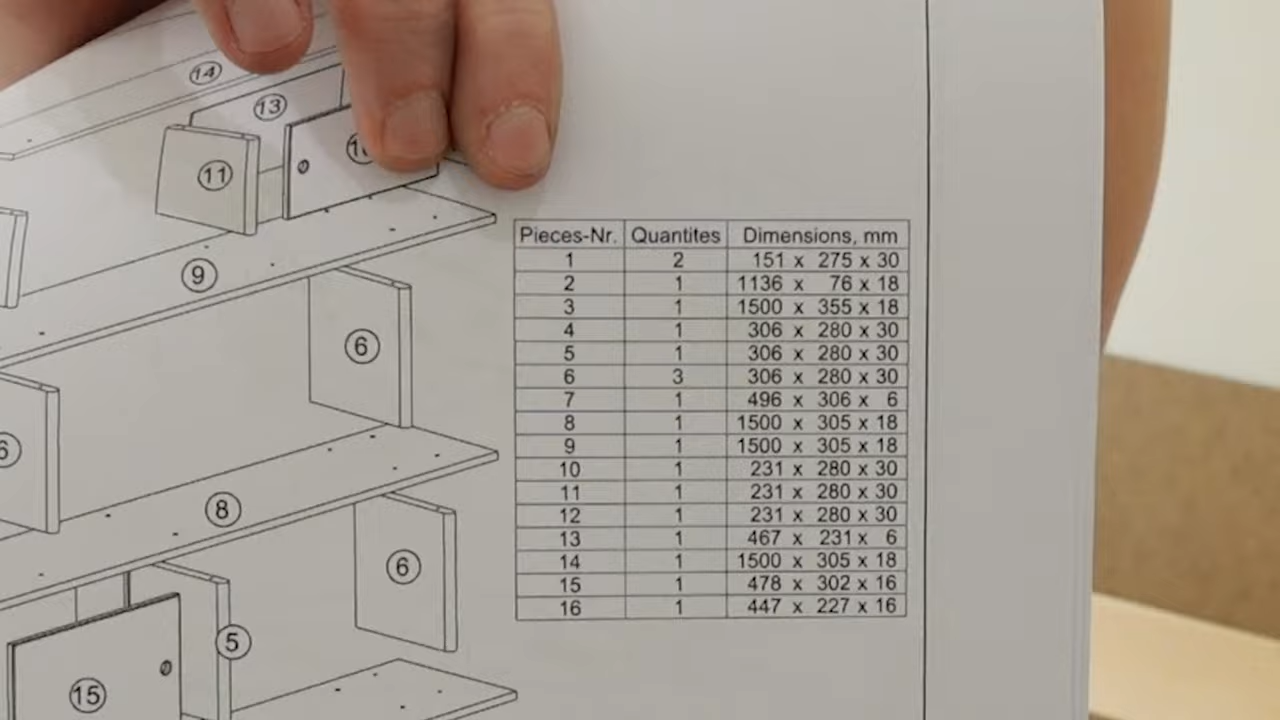 14
13
11
9
6
6
8
6
5
15
Pieces-Nr. Quantites Dimensions, mm
1 2 151 x 275 x 30
2 1 1136 x 76 x 18
3 1 1500 x 355 x 18
4 1 306 x 280 x 30
5 1 306 x 280 x 30
6 3 306 x 280 x 30
7 1 496 x 306 x 6
8 1 1500 x 305 x 18
9 1 1500 x 305 x 18
10 1 231 x 280 x 30
11 1 231 x 280 x 30
12 1 231 x 280 x 30
13 1 467 x 231 x 6
14 1 1500 x 305 x 18
15 1 478 x 302 x 16
16 1 447 x 227 x 16